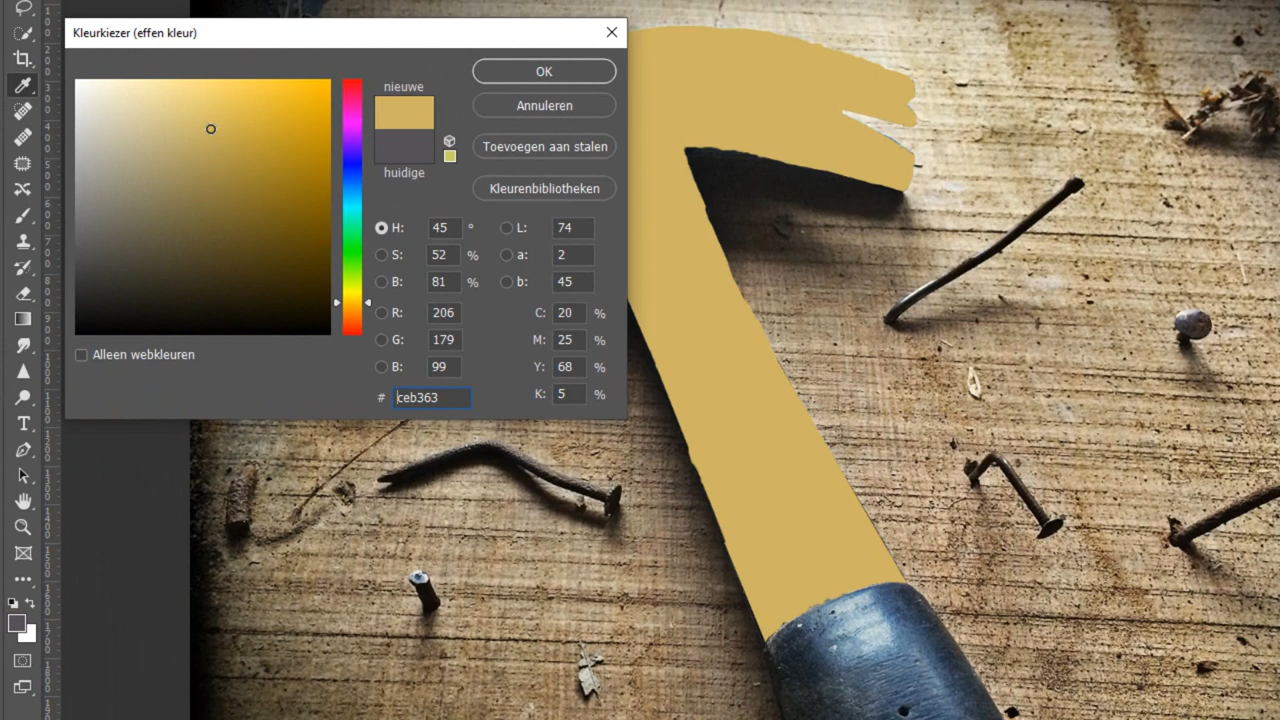 Kleurkiezer (effen kleur)
nieuwe
huidige
OK
Annuleren
Toevoegen aan stalen
Kleurenbibliotheken
H: 45 °
S: 52 %
B: 81 %
R: 206
G: 179
B: 99
# ceb363
L: 74
a: 2
b: 45
C: 20 %
M: 25 %
Y: 68 %
K: 5 %
Alleen webkleuren